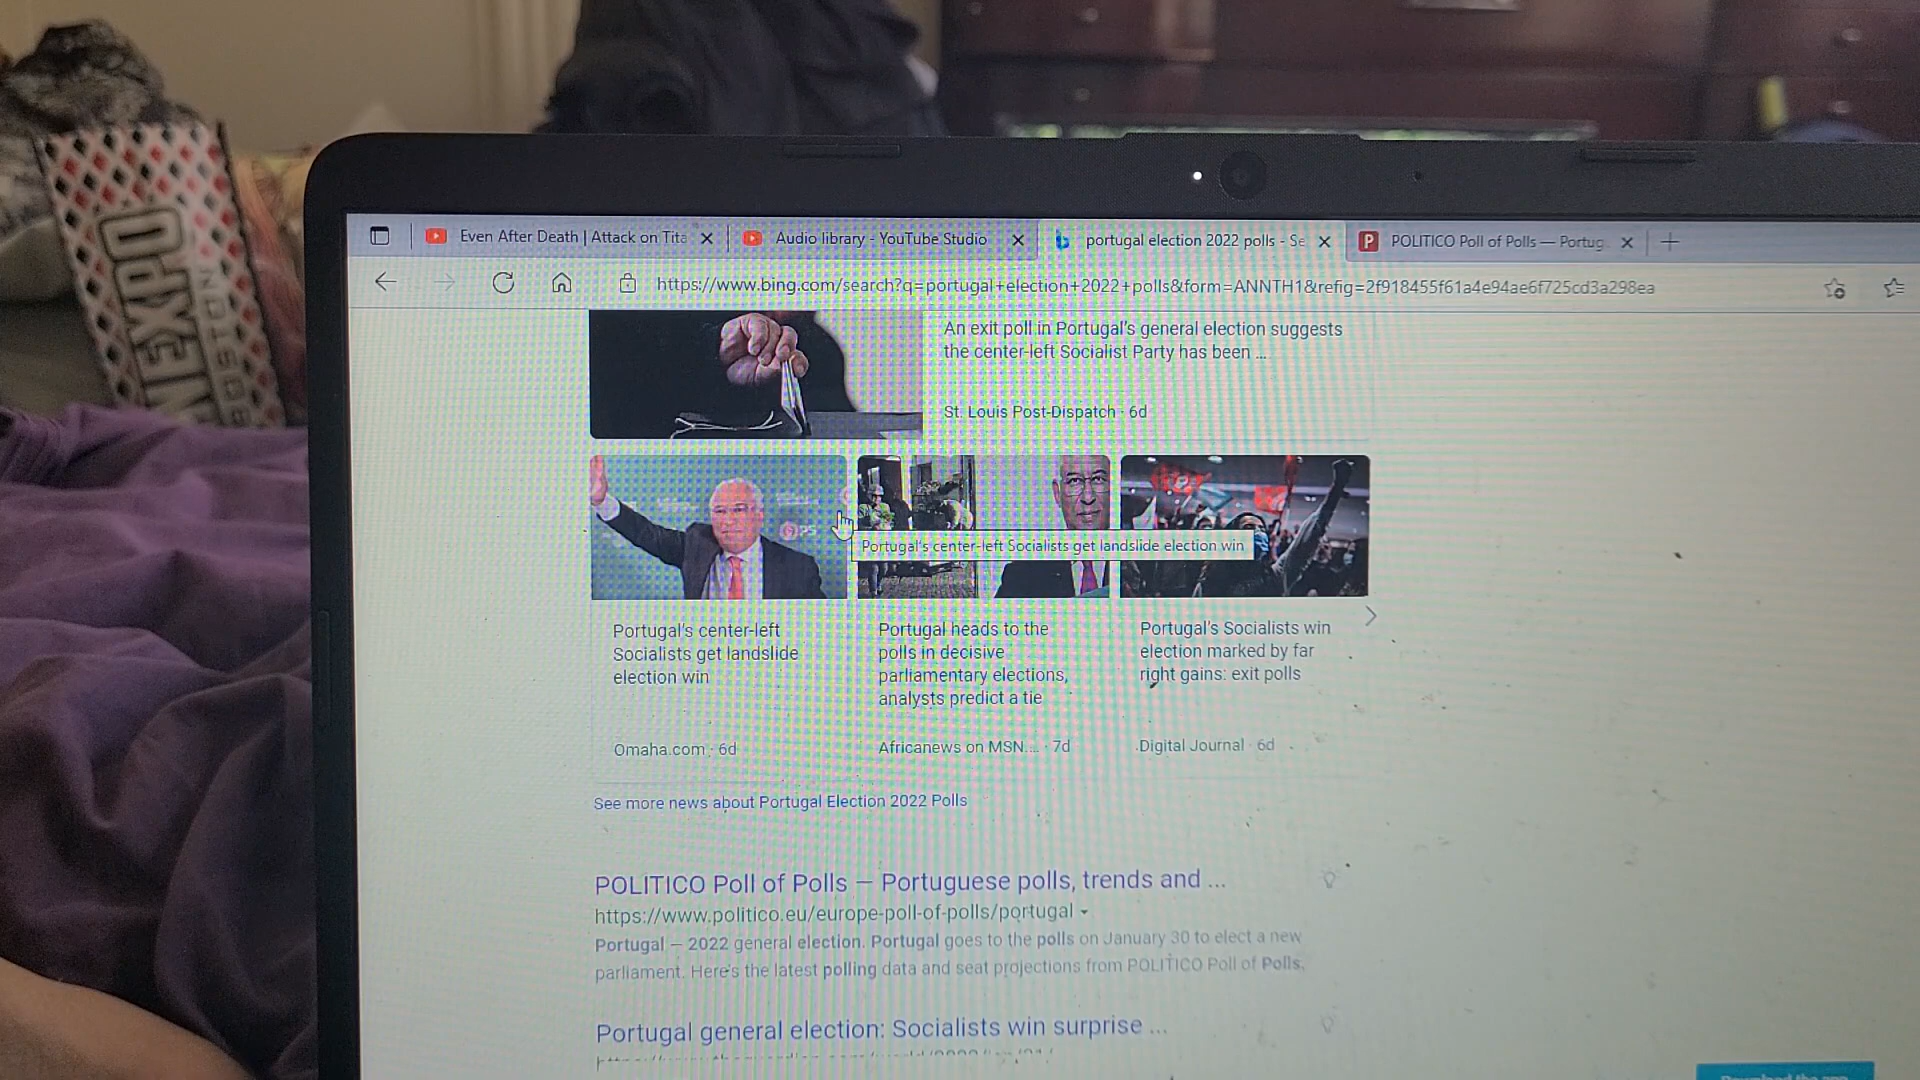 NEXPO
BOSTON
Even After Death | Attack on Tita
Audio library - YouTube Studio
portugal election 2022 polls - Se
POLITICO Poll of Polls — Portug
https://www.bing.com/search?q=portugal+election+2022+polls&form=ANNTH1&refig=2f918455f61a4e94ae6f725cd3a298ea
An exit poll in Portugal's general election suggests
the center-left Socialist Party has been ...
St. Louis Post-Dispatch · 6d
PS
Portugal's center-left Socialists get landslide election win
Portugal's center-left
Socialists get landslide
election win
Omaha.com · 6d
Portugal heads to the
polls in decisive
parliamentary elections,
analysts predict a tie
Africanews on MSN.... · 7d
Portugal's Socialists win
election marked by far
right gains: exit polls
Digital Journal · 6d
See more news about Portugal Election 2022 Polls
POLITICO Poll of Polls — Portuguese polls, trends and ...
https://www.politico.eu/europe-poll-of-polls/portugal
Portugal — 2022 general election. Portugal goes to the polls on January 30 to elect a new
parliament. Here's the latest polling data and seat projections from POLITICO Poll of Polls.
Portugal general election: Socialists win surprise ...
Download the app